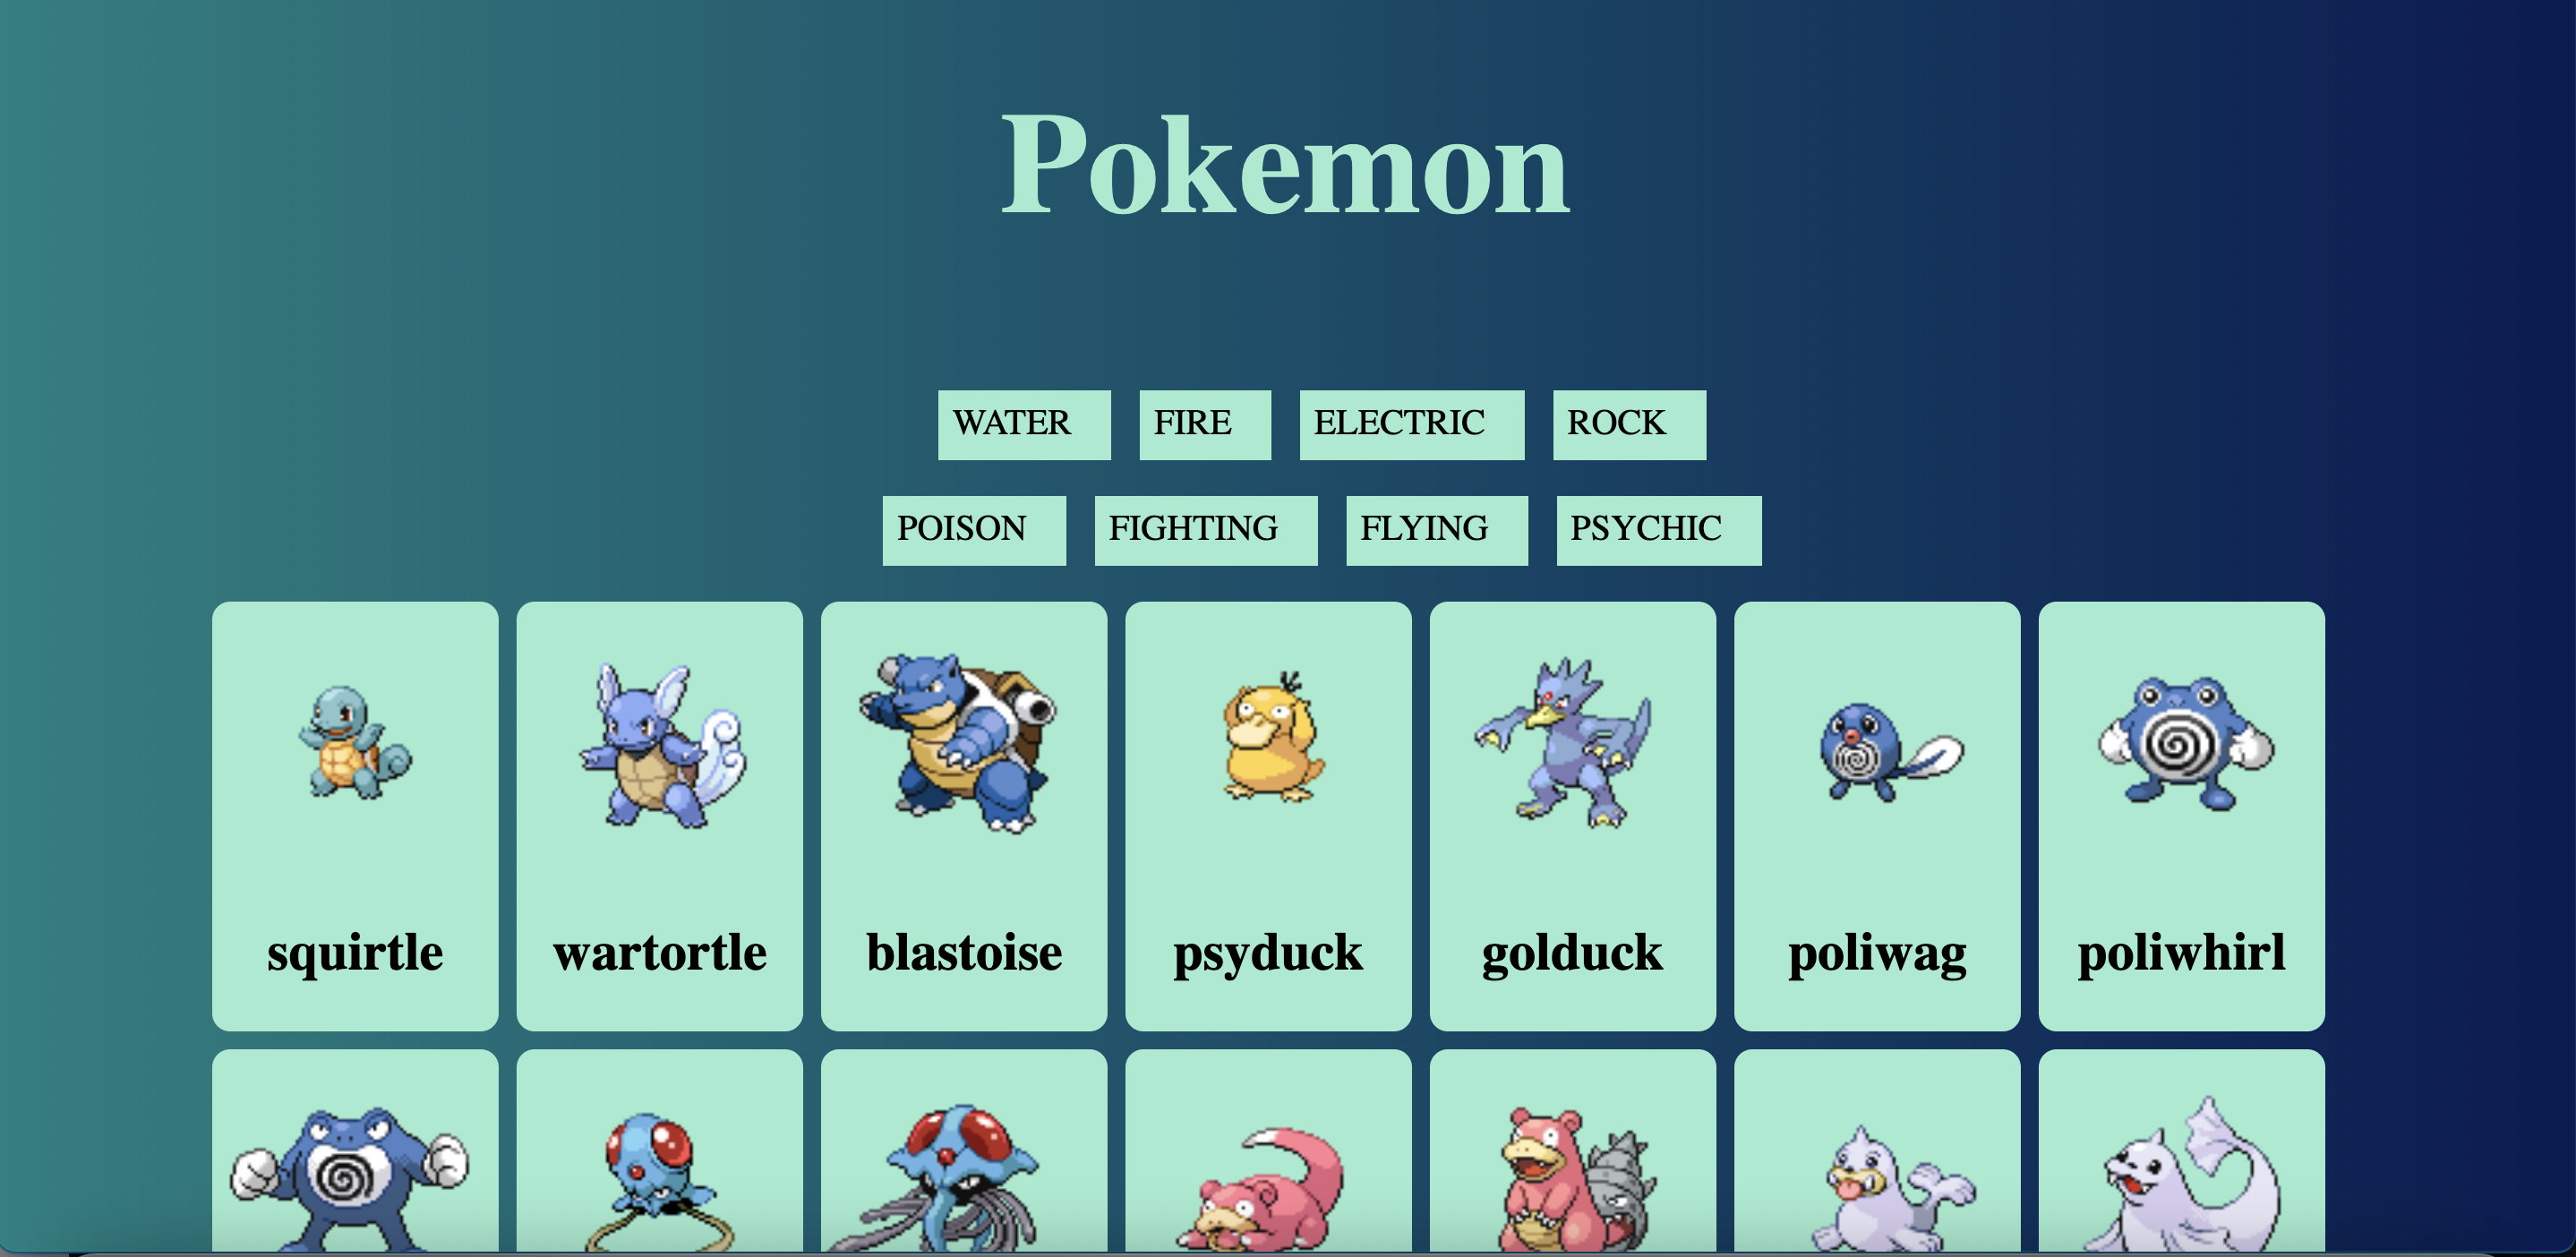 Pokemon
WATER FIRE ELECTRIC ROCK
POISON FIGHTING FLYING PSYCHIC
squirtle wartortle blastoise psyduck golduck poliwag poliwhirl